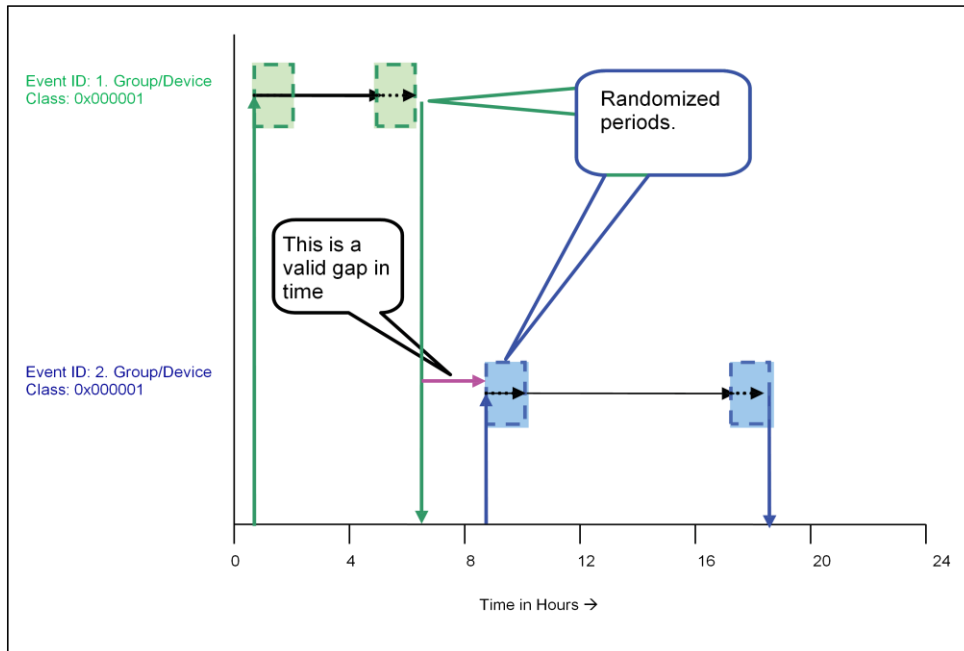 Event ID: 1. Group/Device
Class: 0x000001
Randomized
periods.
This is a
valid gap in
time
Event ID: 2. Group/Device
Class: 0x000001
0 4 8 12 16 20 24
Time in Hours →